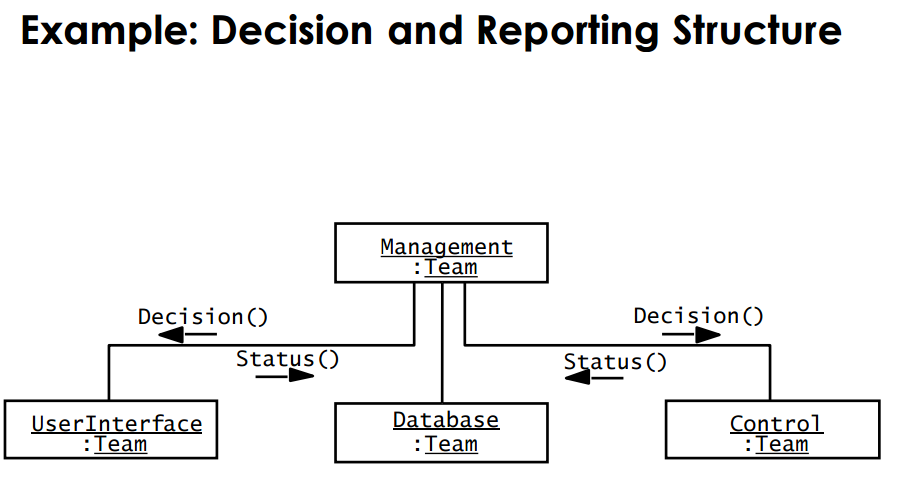 Example: Decision and Reporting Structure
Management
:Team
Decision()
Decision()
Status()
Status()
UserInterface
:Team
Database
:Team
Control
:Team